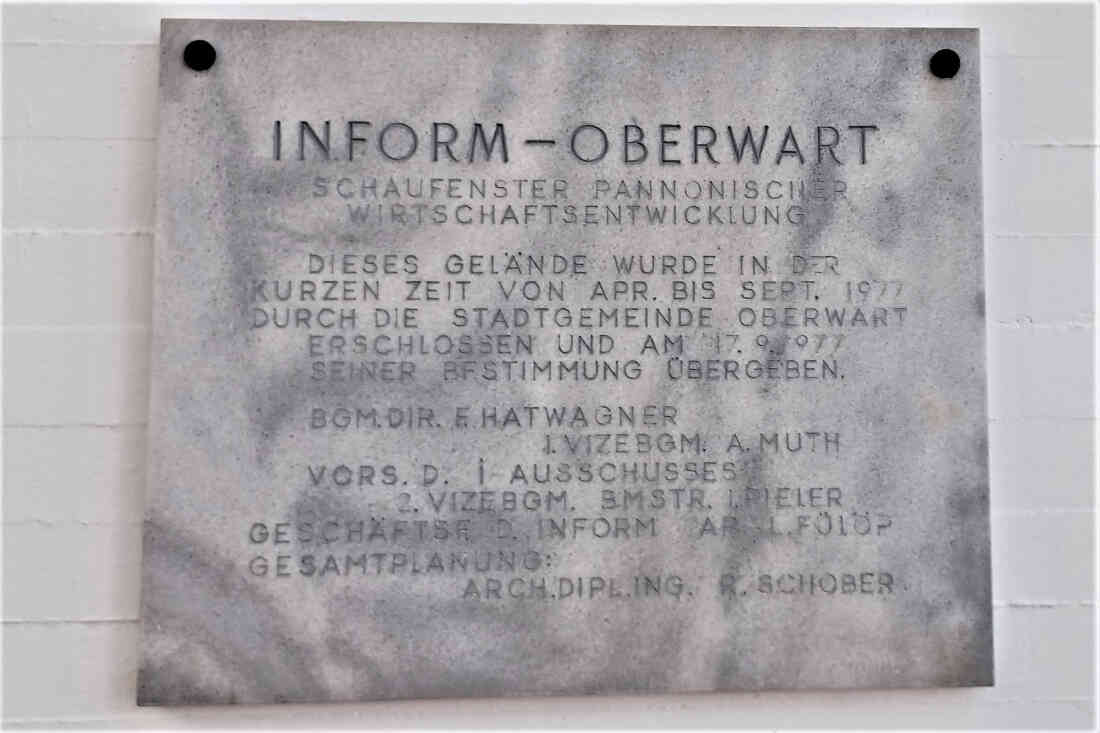 INFORM – OBERWART
SCHAUFENSTER PANNONISCHER
WIRTSCHAFTSENTWICKLUNG
DIESES GELÄNDE WURDE IN DER
KURZEN ZEIT VON APR. BIS SEPT. 1977
DURCH DIE STADTGEMEINDE OBERWART
ERSCHLOSSEN UND AM 17.9.1977
SEINER BESTIMMUNG ÜBERGEBEN.
BGM.DIR. F. HATWAGNER
1.VIZEBGM. A. MUTH
VORS. D. I-AUSSCHUSSES
2.VIZEBGM. BMSTR. I.PIELER
GESCHÄFTSF. D. INFORM L.FÜLÖP
GESAMTPLANUNG:
ARCH.DIPL.ING. R. SCHOBER